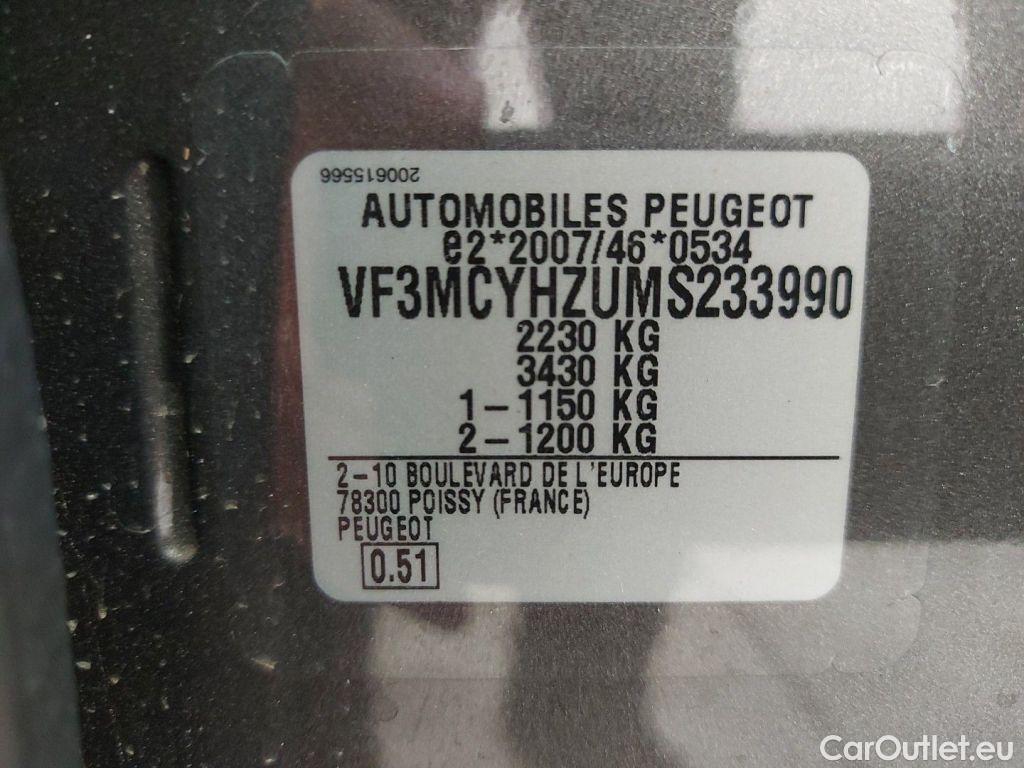 200615566
AUTOMOBILES PEUGEOT
e2*2007/46*0534
VF3MCYHZUMS233990
2230 KG
3430 KG
1-1150 KG
2-1200 KG
2-10 BOULEVARD DE L'EUROPE
78300 POISSY (FRANCE)
PEUGEOT
0.51
CarOutlet.eu